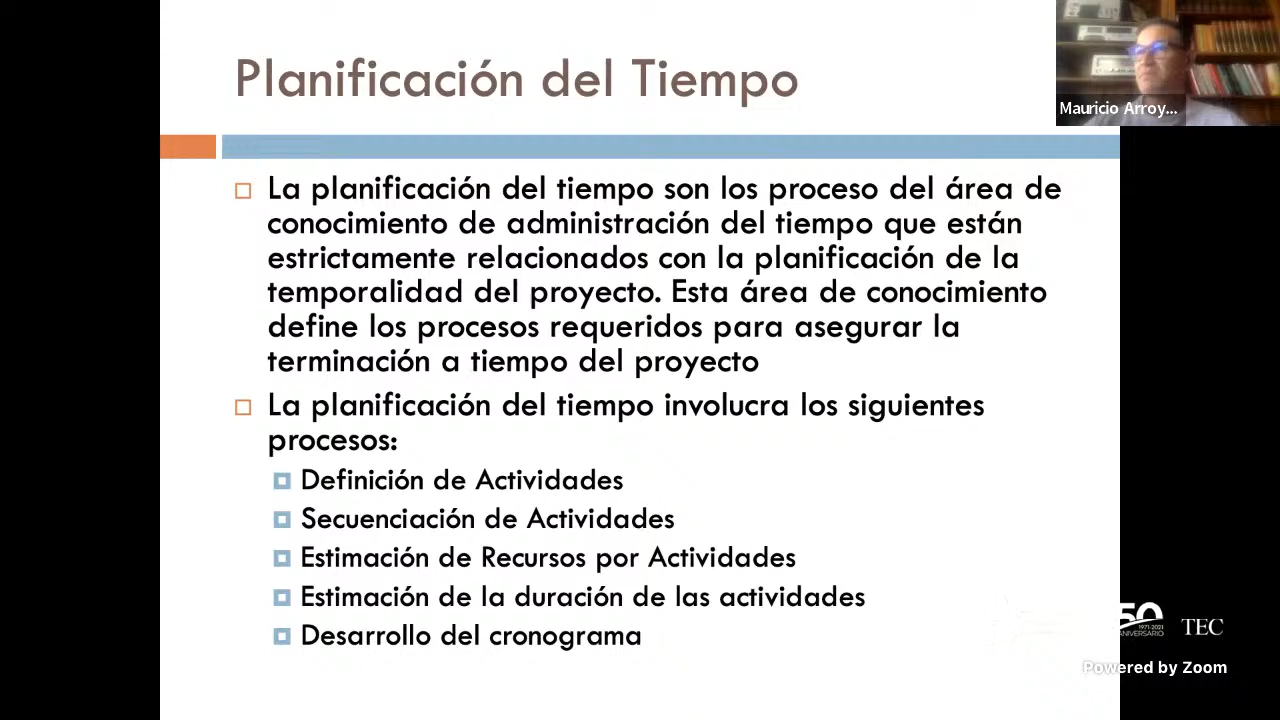 Planificación del Tiempo
Mauricio Arroy...
La planificación del tiempo son los proceso del área de
conocimiento de administración del tiempo que están
estrictamente relacionados con la planificación de la
temporalidad del proyecto. Esta área de conocimiento
define los procesos requeridos para asegurar la
terminación a tiempo del proyecto
La planificación del tiempo involucra los siguientes
procesos:
Definición de Actividades
Secuenciación de Actividades
Estimación de Recursos por Actividades
Estimación de la duración de las actividades
Desarrollo del cronograma
50
1971-2021
ANIVERSARIO
TEC
Powered by Zoom